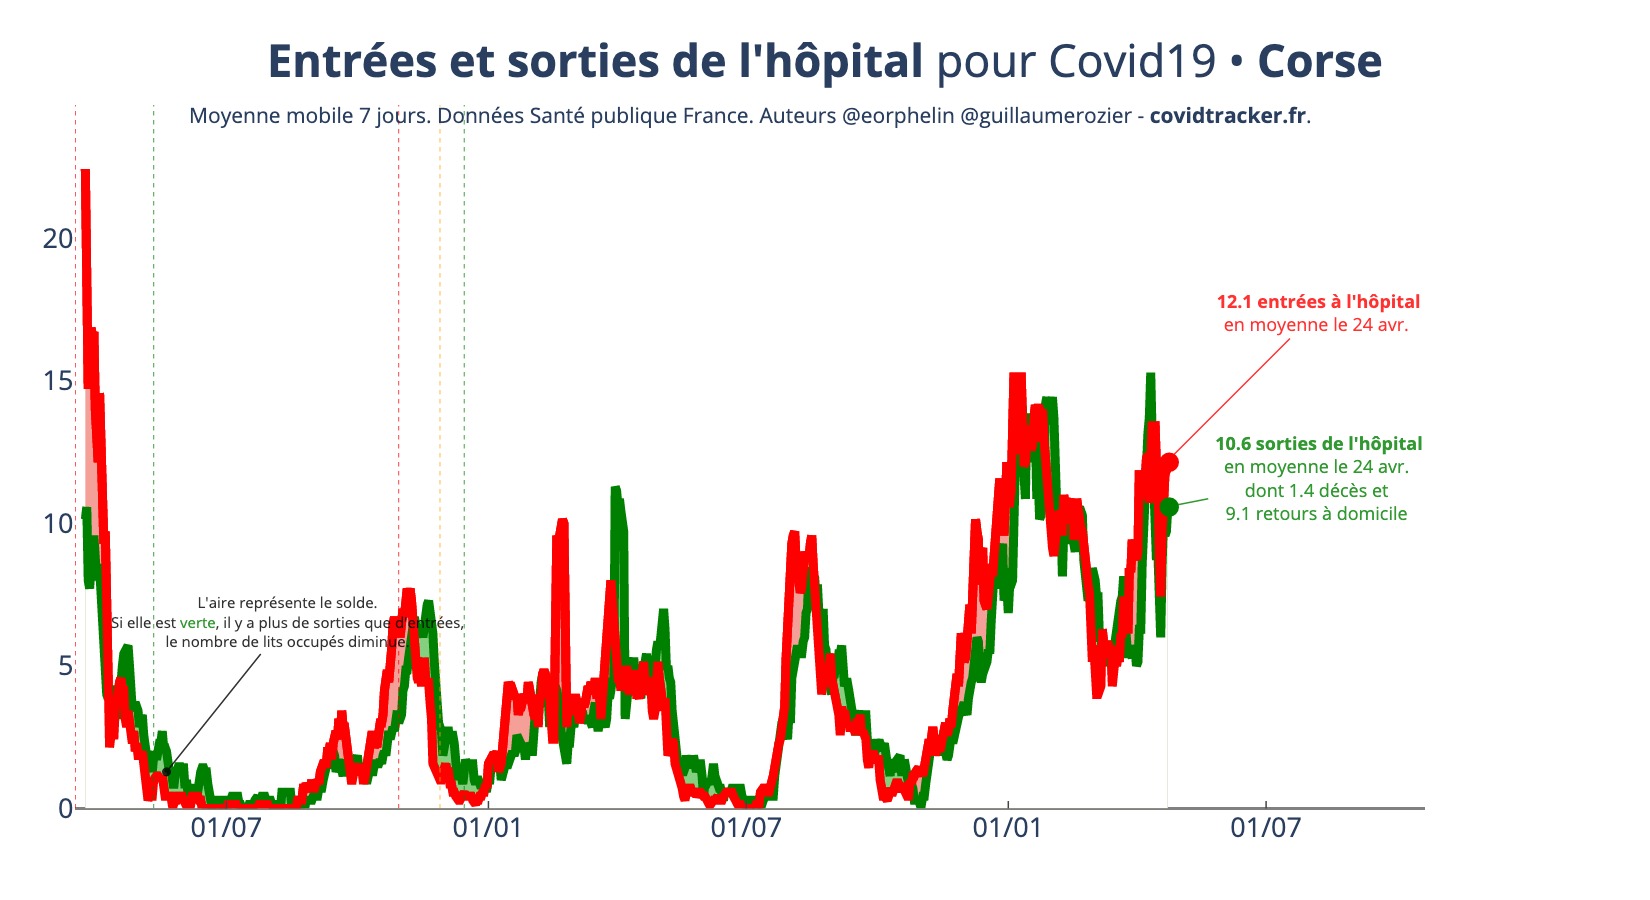 Entrées et sorties de l'hôpital pour Covid19 • Corse
Moyenne mobile 7 jours. Données Santé publique France. Auteurs @eorphelin @guillaumerozier - covidtracker.fr.
20
15
10
5
0
12.1 entrées à l'hôpital
en moyenne le 24 avr.
10.6 sorties de l'hôpital
en moyenne le 24 avr.
dont 1.4 décès et
9.1 retours à domicile
L'aire représente le solde.
Si elle est verte, il y a plus de sorties que d'entrées,
le nombre de lits occupés diminue
01/07
01/01
01/07
01/01
01/07